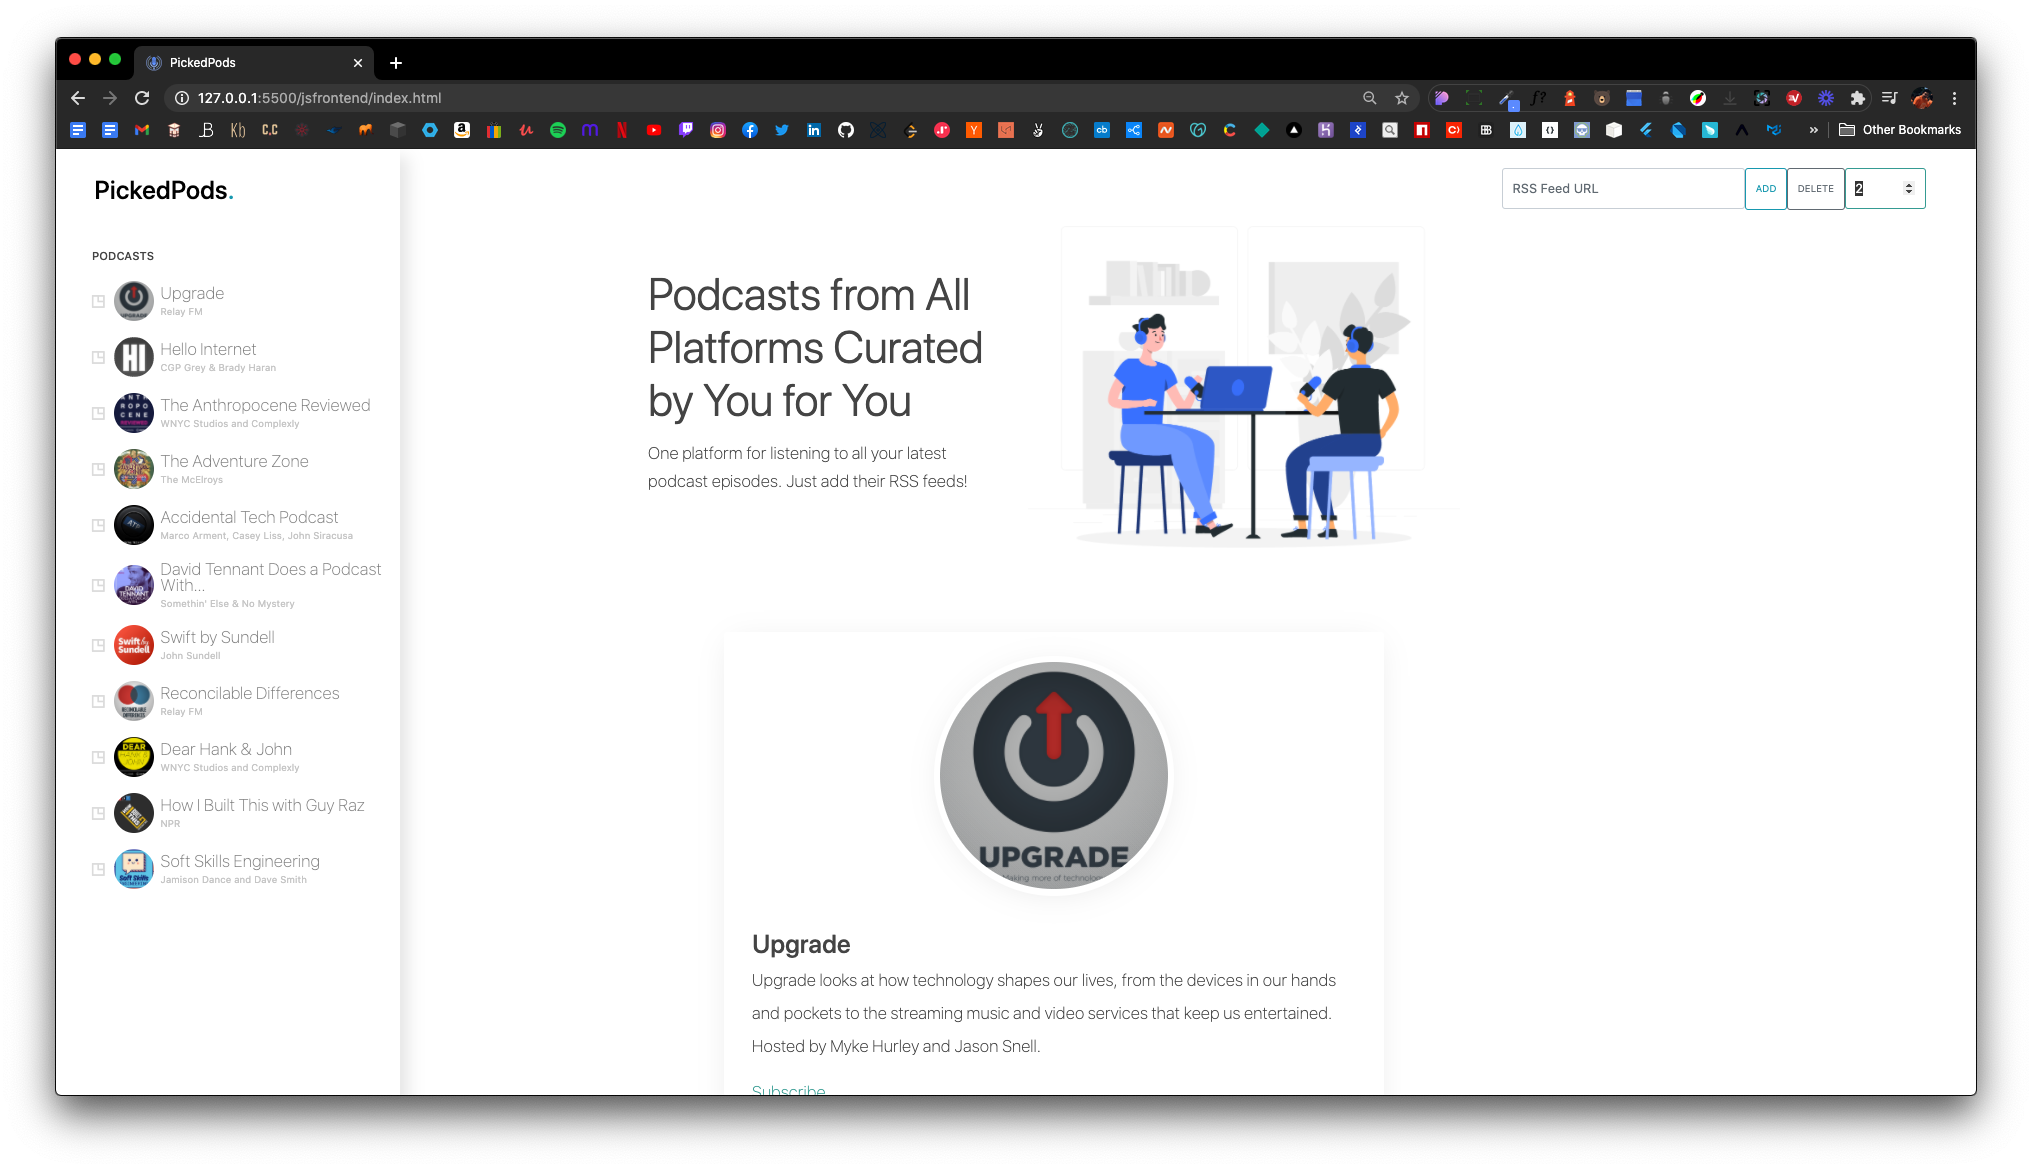 PickedPods
127.0.0.1:5500/jsfrontend/index.html
Other Bookmarks
PickedPods.
RSS Feed URL
ADD
DELETE
2
PODCASTS
Upgrade
Relay FM
Hello Internet
CGP Grey & Brady Haran
The Anthropocene Reviewed
WNYC Studios and Complexly
The Adventure Zone
The McElroys
Accidental Tech Podcast
Marco Arment, Casey Liss, John Siracusa
David Tennant Does a Podcast
With...
Somethin' Else & No Mystery
Swift by Sundell
John Sundell
Reconcilable Differences
Relay FM
Dear Hank & John
WNYC Studios and Complexly
How I Built This with Guy Raz
NPR
Soft Skills Engineering
Jamison Dance and Dave Smith
Podcasts from All
Platforms Curated
by You for You
One platform for listening to all your latest
podcast episodes. Just add their RSS feeds!
UPGRADE
Making more of technology
Upgrade
Upgrade looks at how technology shapes our lives, from the devices in our hands
and pockets to the streaming music and video services that keep us entertained.
Hosted by Myke Hurley and Jason Snell.
Subscribe